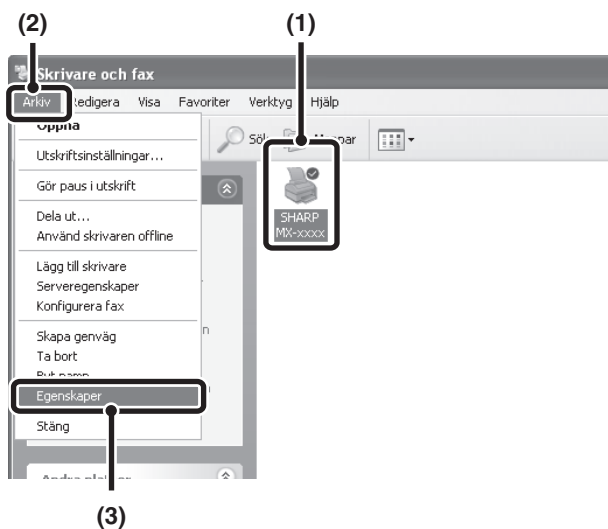 (2) (1)
Skrivare och fax
Arkiv Redigera Visa Favoriter Verktyg Hjälp
Öppna
Utskriftsinställningar...
Gör paus i utskrift
Dela ut...
Använd skrivaren offline
Lägg till skrivare
Serveregenskaper
Konfigurera fax
Skapa genväg
Ta bort
Egenskaper
Stäng
SHARP
MX-xxxx
(3)